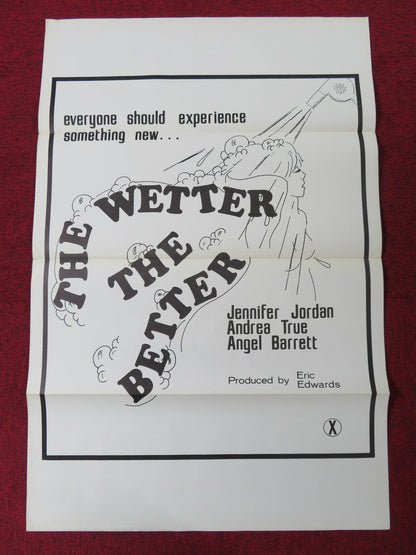 everyone should experience
something new...
THE WETTER
THE
BETTER
Jennifer Jordan
Andrea True
Angel Barrett
Produced by Eric
Edwards
X